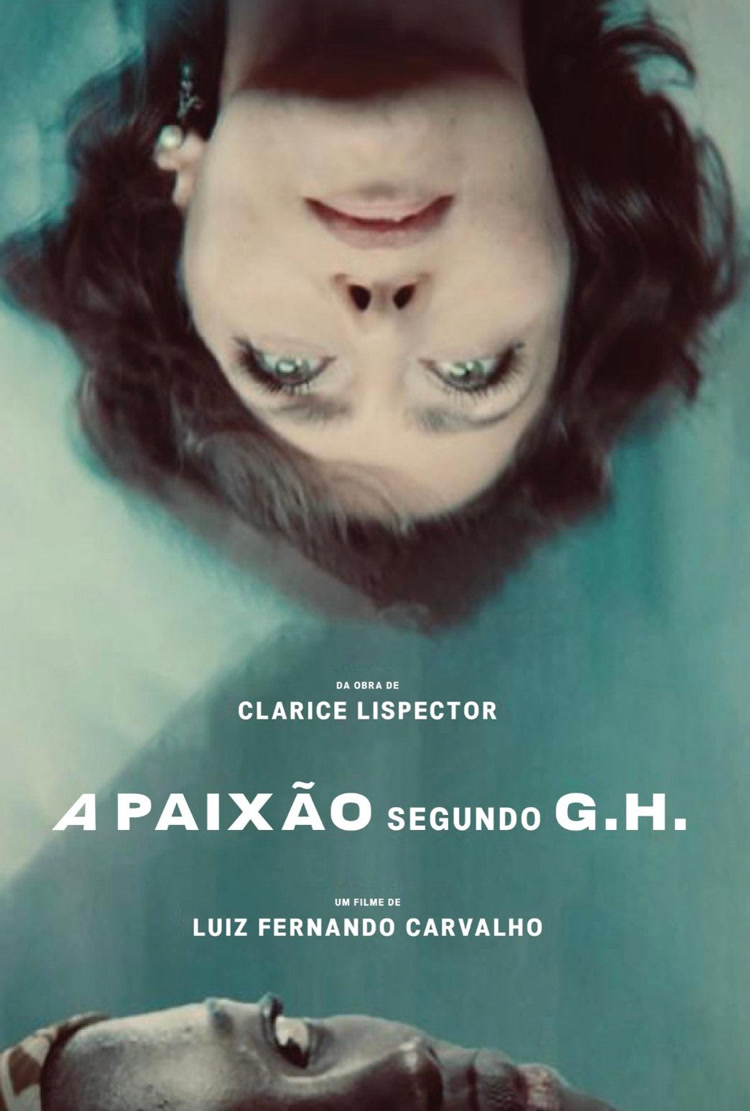 DA OBRA DE
CLARICE LISPECTOR
A PAIXÃO SEGUNDO G.H.
UM FILME DE
LUIZ FERNANDO CARVALHO